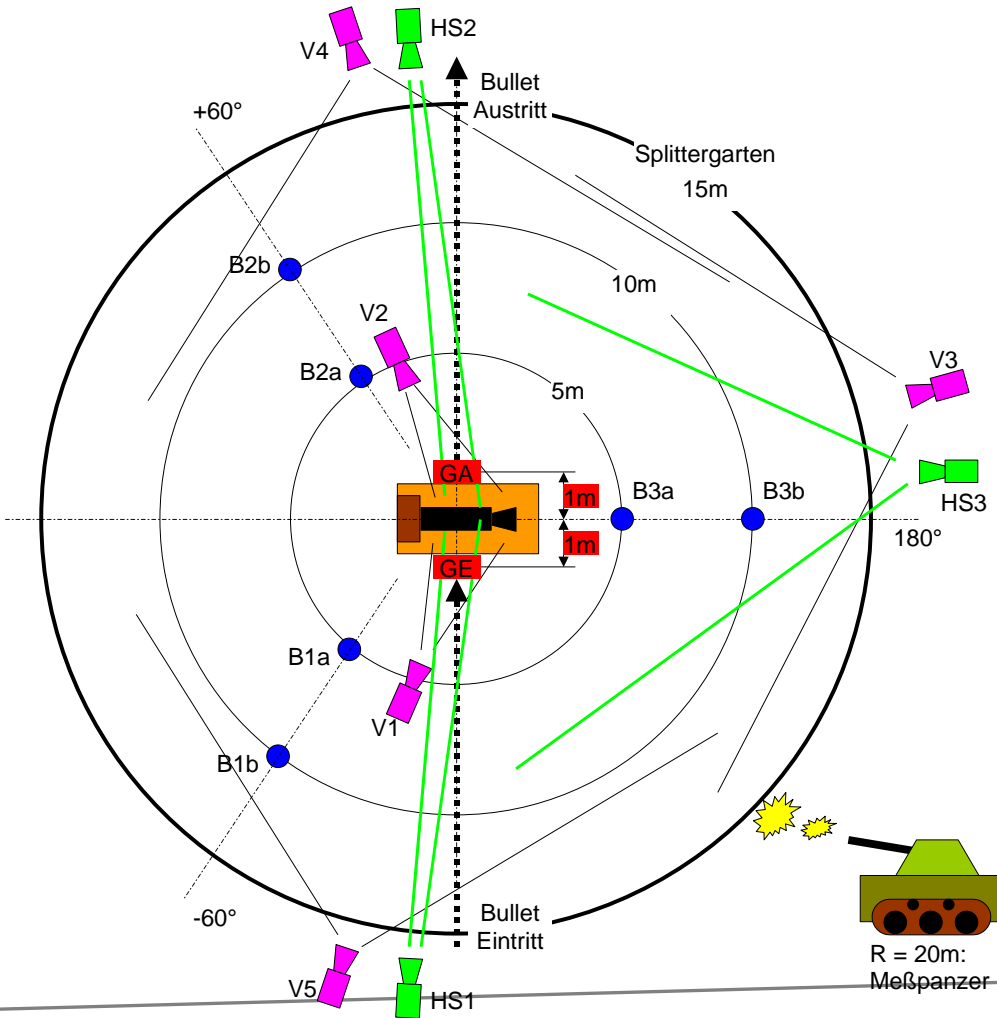 HS2
V4
Bullet
Austritt
+60°
Splittergarten
15m
B2b
10m
V2
V3
B2a
5m
GA
1m
B3a
B3b
HS3
1m
180°
GE
B1a
V1
B1b
-60°
Bullet
Eintritt
R = 20m:
Meßpanzer
V5
HS1